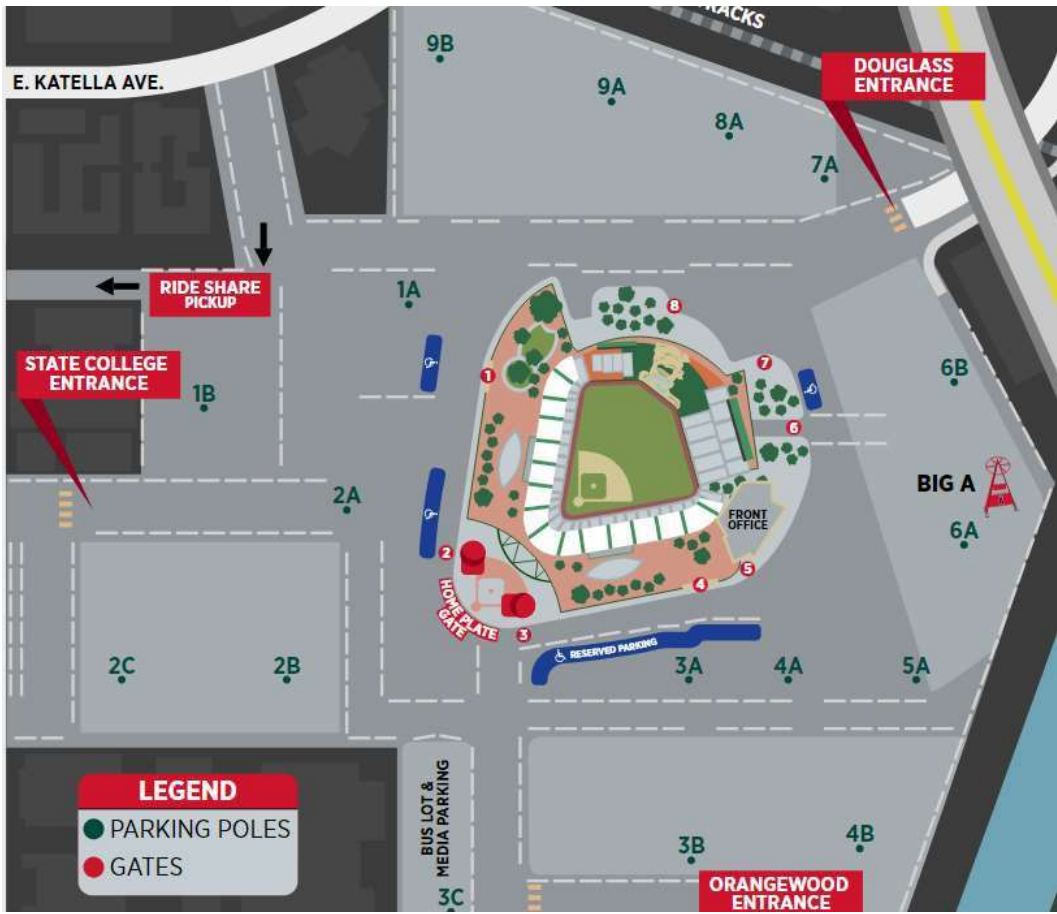 TRACKS
9B
E. KATELLA AVE.
DOUGLASS
ENTRANCE
9A
8A
7A
RIDE SHARE
PICKUP
1A
8
STATE COLLEGE
ENTRANCE
1
7
6B
1B
6
BIG A
2A
FRONT
OFFICE
6A
2
5
4
HOME PLATE
GATE
3
RESERVED PARKING
2C
2B
3A
4A
5A
LEGEND
PARKING POLES
GATES
BUS LOT &
MEDIA PARKING
3B
4B
3C
ORANGEWOOD
ENTRANCE